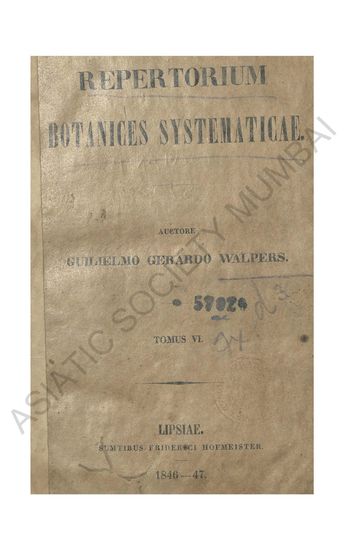 REPERTORIUM
BOTANICES SYSTEMATICAE.
AUCTORE
GUILIELMO GERARDO WALPERS.
TOMUS VI.
LIPSIAE.
SUMTIBUS FRIDERICI HOFMEISTER.
1846—47.
ASIATIC SOCIETY MUMBAI